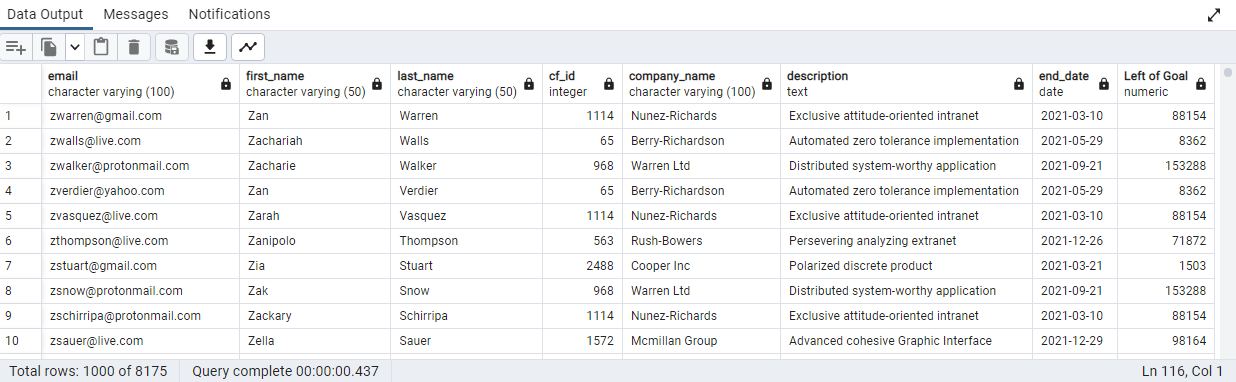 Data Output Messages Notifications
email first_name last_name cf_id company_name description end_date Left of Goal
character varying (100) character varying (50) character varying (50) integer character varying (100) text date numeric
1 zwarren@gmail.com Zan Warren 1114 Nunez-Richards Exclusive attitude-oriented intranet 2021-03-10 88154
2 zwalls@live.com Zachariah Walls 65 Berry-Richardson Automated zero tolerance implementation 2021-05-29 8362
3 zwalker@protonmail.com Zacharie Walker 968 Warren Ltd Distributed system-worthy application 2021-09-21 153288
4 zverdier@yahoo.com Zan Verdier 65 Berry-Richardson Automated zero tolerance implementation 2021-05-29 8362
5 zvasquez@live.com Zarah Vasquez 1114 Nunez-Richards Exclusive attitude-oriented intranet 2021-03-10 88154
6 zthompson@live.com Zanipolo Thompson 563 Rush-Bowers Persevering analyzing extranet 2021-12-26 71872
7 zstuart@gmail.com Zia Stuart 2488 Cooper Inc Polarized discrete product 2021-03-21 1503
8 zsnow@protonmail.com Zak Snow 968 Warren Ltd Distributed system-worthy application 2021-09-21 153288
9 zschirripa@protonmail.com Zackary Schirripa 1114 Nunez-Richards Exclusive attitude-oriented intranet 2021-03-10 88154
10 zsauer@live.com Zella Sauer 1572 Mcmillan Group Advanced cohesive Graphic Interface 2021-12-29 98164
Total rows: 1000 of 8175 Query complete 00:00:00.437 Ln 116, Col 1